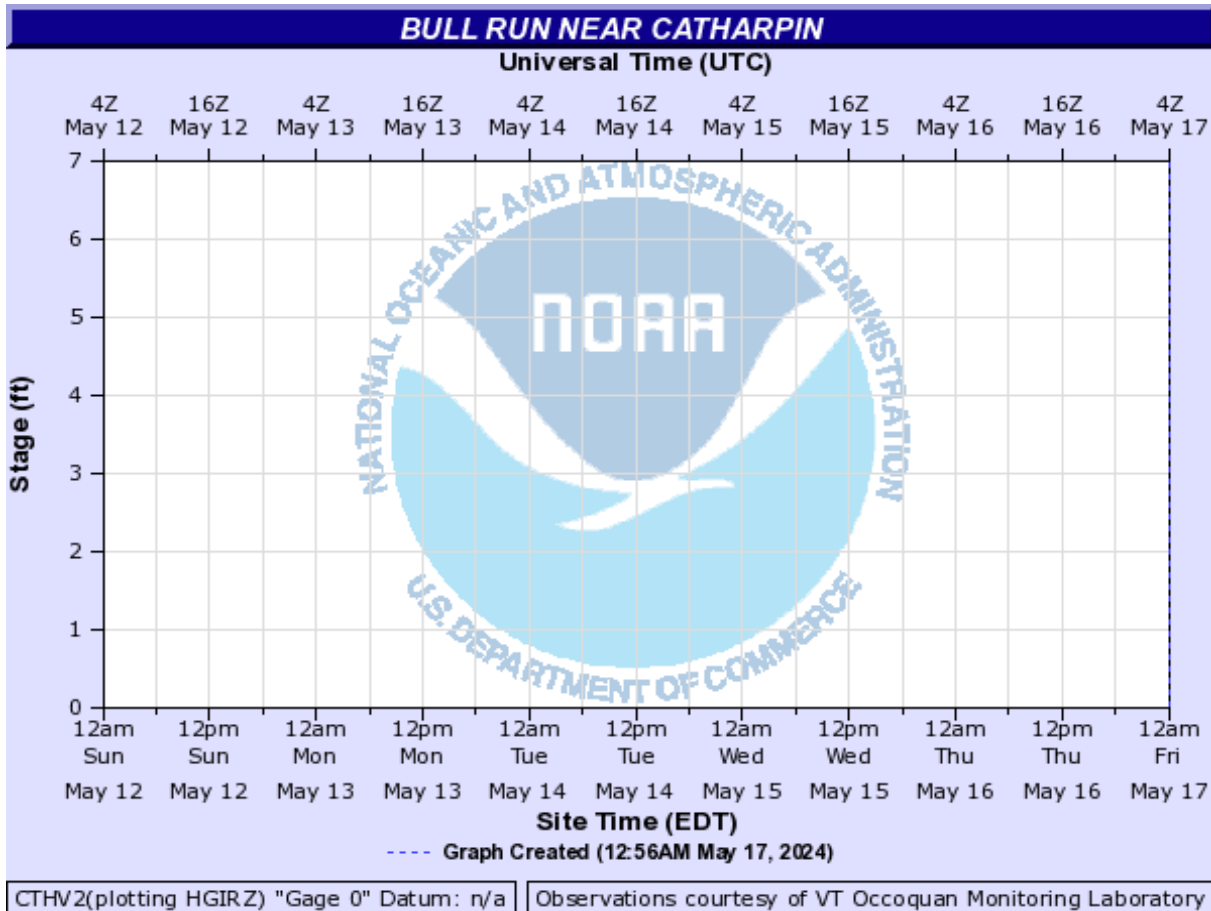 BULL RUN NEAR CATHARPIN
Universal Time (UTC)
4Z 16Z 4Z 16Z 4Z 16Z 4Z 16Z 4Z 16Z 4Z
May 12 May 12 May 13 May 13 May 14 May 14 May 15 May 15 May 16 May 16 May 17
7
6
5
4
3
2
1
0
Stage (ft)
NATIONAL OCEANIC AND ATMOSPHERIC ADMINISTRATION
NOAA
U.S. DEPARTMENT OF COMMERCE
12am 12pm 12am 12pm 12am 12pm 12am 12pm 12am 12pm 12am
Sun Sun Mon Mon Tue Tue Wed Wed Thu Thu Fri
May 12 May 12 May 13 May 13 May 14 May 14 May 15 May 15 May 16 May 16 May 17
Site Time (EDT)
---- Graph Created (12:56AM May 17, 2024)
CTHV2(plotting HGIRZ) "Gage 0" Datum: n/a
Observations courtesy of VT Occoquan Monitoring Laboratory